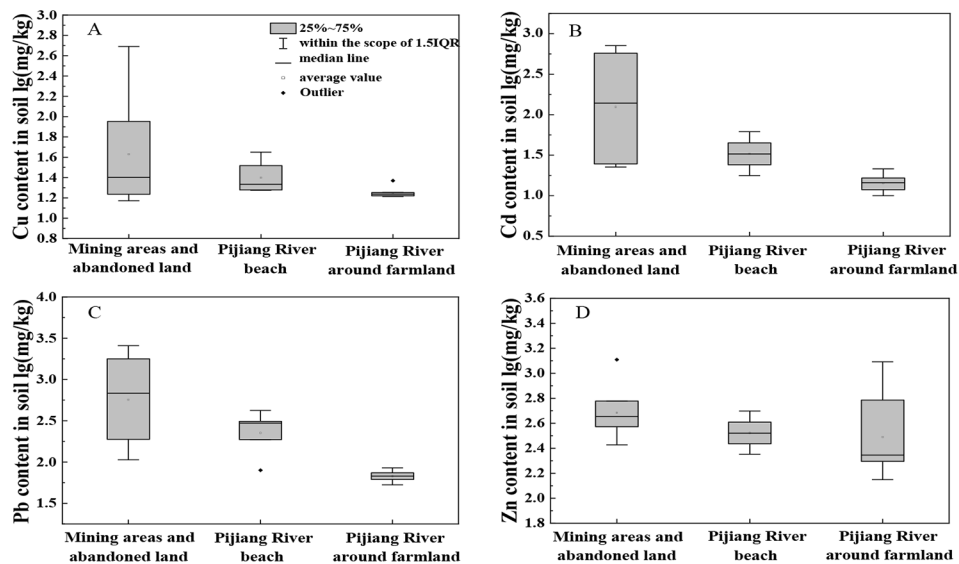 A
25%~75%
within the scope of 1.5IQR
median line
average value
Outlier
Cu content in soil lg(mg/kg)
2.8
2.6
2.4
2.2
2.0
1.8
1.6
1.4
1.2
1.0
0.8
Mining areas and
abandoned land
Pijiang River
beach
Pijiang River
around farmland
B
Cd content in soil lg(mg/kg)
3.0
2.5
2.0
1.5
1.0
0.5
Mining areas and
abandoned land
Pijiang River
beach
Pijiang River
around farmland
C
Pb content in soil lg(mg/kg)
4.0
3.5
3.0
2.5
2.0
1.5
Mining areas and
abandoned land
Pijiang River
beach
Pijiang River
around farmland
D
Zn content in soil lg(mg/kg)
3.6
3.4
3.2
3.0
2.8
2.6
2.4
2.2
2.0
1.8
Mining areas and
abandoned land
Pijiang River
beach
Pijiang River
around farmland